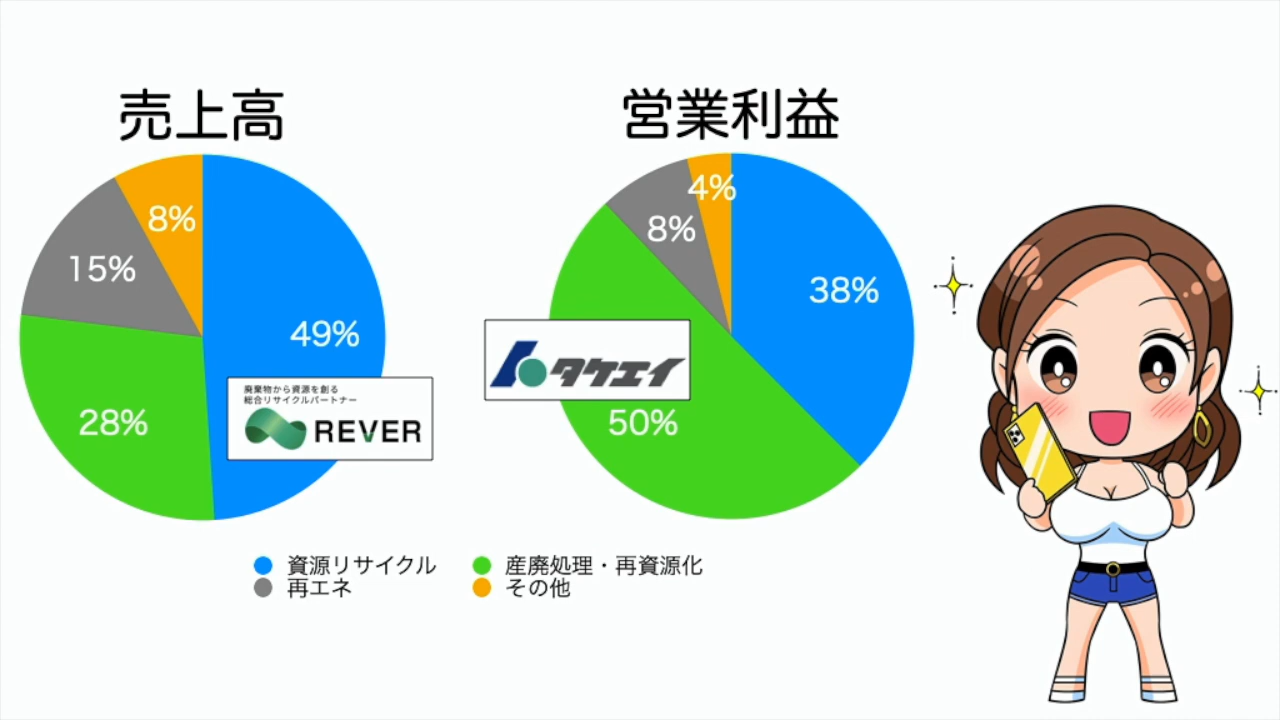 売上高
営業利益
8%
15%
49%
28%
4%
8%
38%
50%
廃棄物から資源を創る
総合リサイクルパートナー
REVER
タケエイ
資源リサイクル
産廃処理・再資源化
再エネ
その他